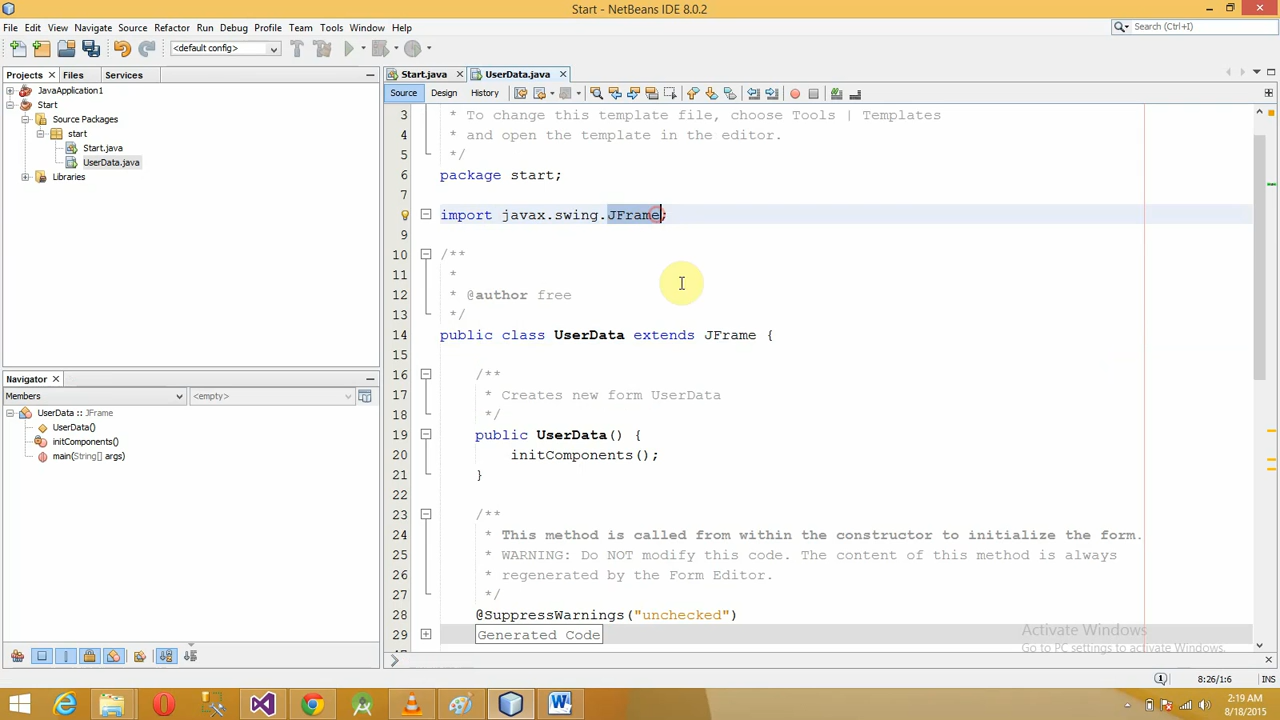 Start - NetBeans IDE 8.0.2
File Edit View Navigate Source Refactor Run Debug Profile Team Tools Window Help
Search (Ctrl+I)
<default config>
Projects Files Services
Start.java UserData.java
Source Design History
JavaApplication1
Start
Source Packages
start
Start.java
UserData.java
Libraries
Navigator
Members <empty>
UserData :: JFrame
UserData()
initComponents()
main(String[] args)
3 * To change this template file, choose Tools | Templates
4 * and open the template in the editor.
5 */
6 package start;
7
import javax.swing.JFrame;
9
10 /**
11 *
12 * @author free
13 */
14 public class UserData extends JFrame {
15
16 /**
17 * Creates new form UserData
18 */
19 public UserData() {
20 initComponents();
21 }
22
23 /**
24 * This method is called from within the constructor to initialize the form.
25 * WARNING: Do NOT modify this code. The content of this method is always
26 * regenerated by the Form Editor.
27 */
28 @SuppressWarnings("unchecked")
29 Generated Code
Activate Windows
Go to PC settings to activate Windows.
8:26/1:6 INS
2:19 AM
8/18/2015